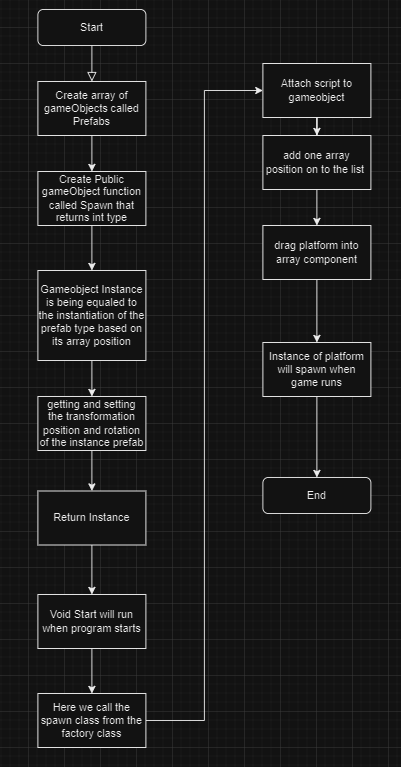 Start
Create array of
gameObjects called
Prefabs
Create Public
gameObject function
called Spawn that
returns int type
Gameobject Instance
is being equaled to
the instantiation of the
prefab type based on
its array position
getting and setting
the transformation
position and rotation
of the instance prefab
Return Instance
Void Start will run
when program starts
Here we call the
spawn class from the
factory class
Attach script to
gameobject
add one array
position on to the list
drag platform into
array component
Instance of platform
will spawn when
game runs
End